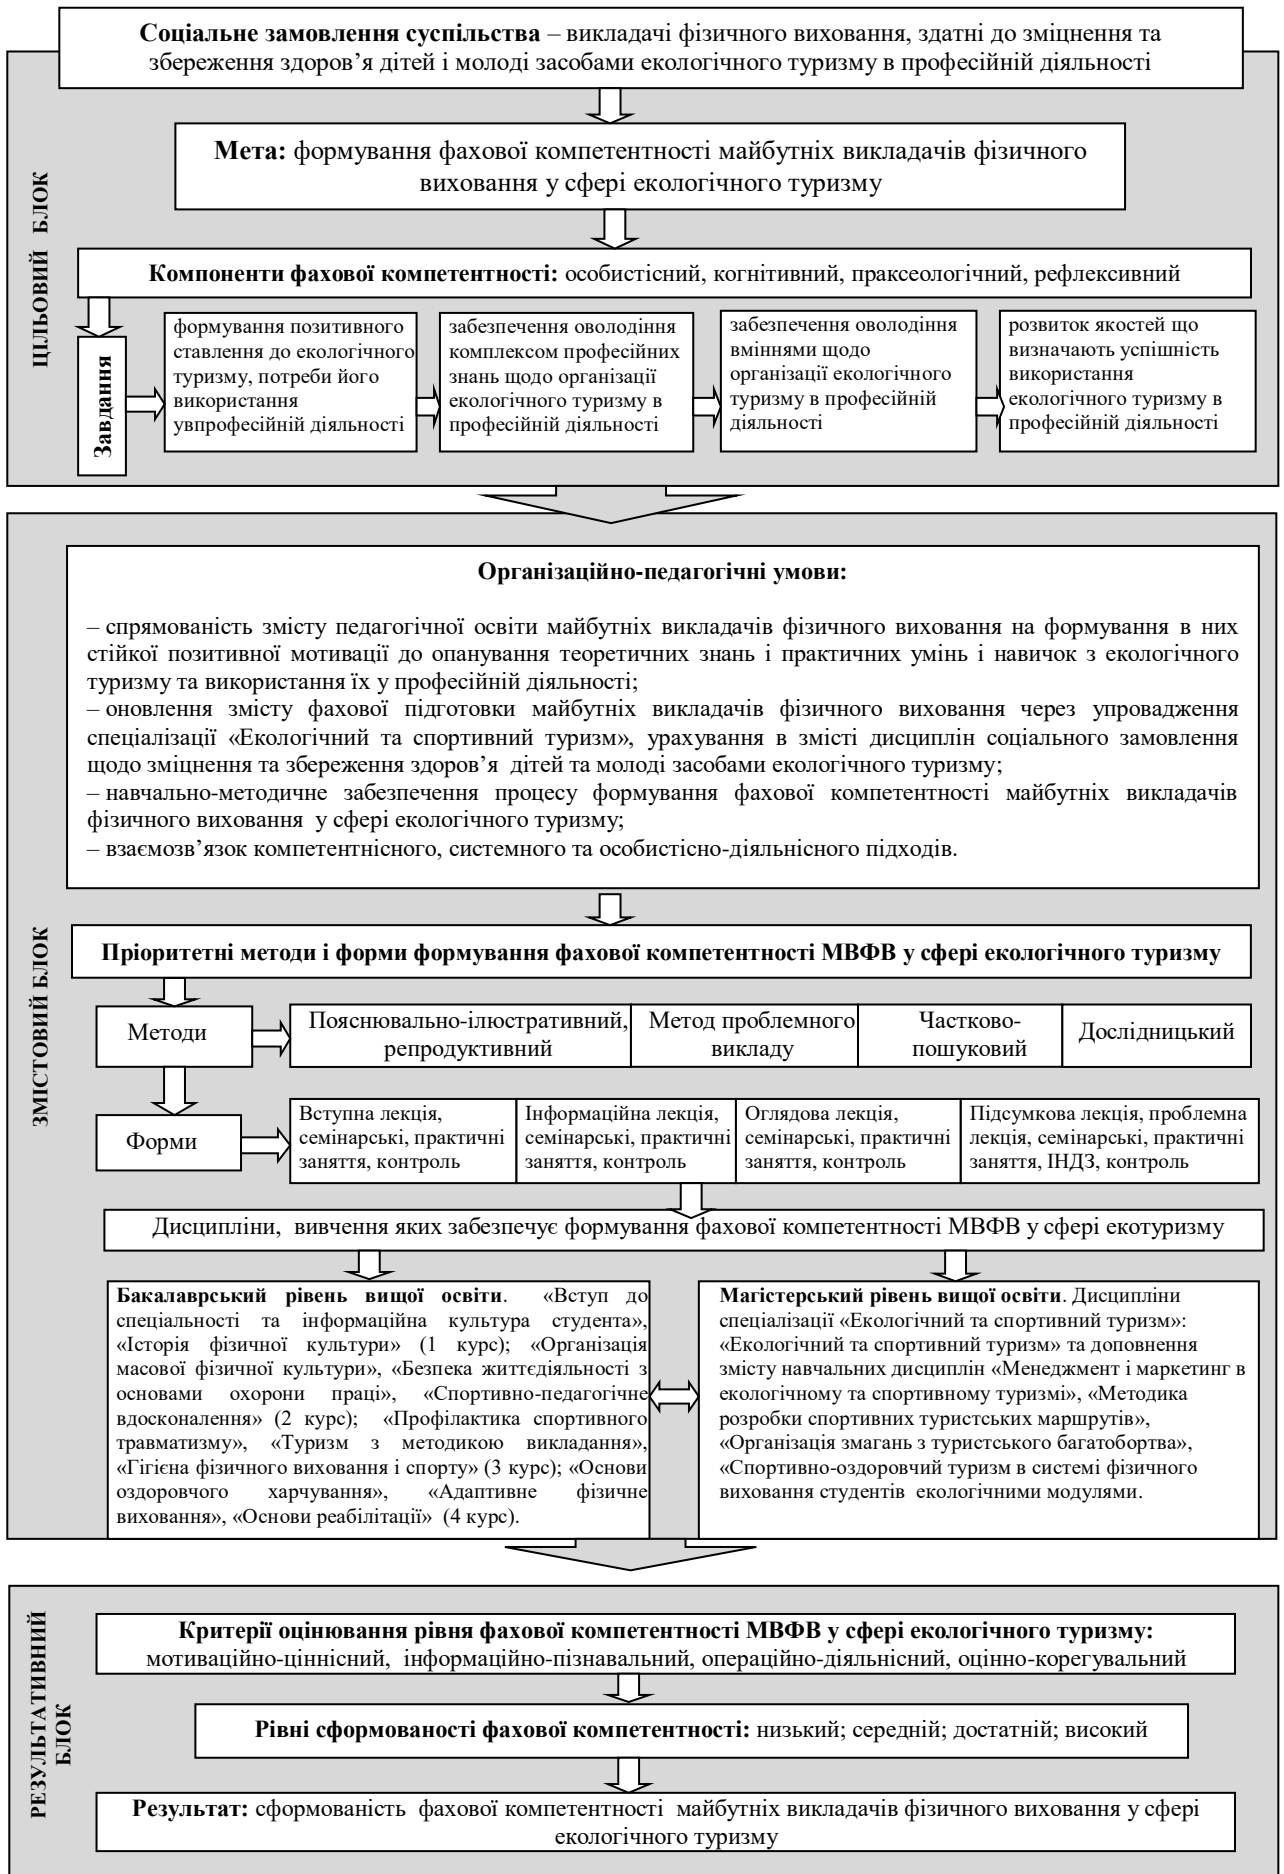 Соціальне замовлення суспільства – викладачі фізичного виховання, здатні до зміцнення та
збереження здоров’я дітей і молоді засобами екологічного туризму в професійній діяльності
ЦІЛЬОВИЙ БЛОК
Мета: формування фахової компетентності майбутніх викладачів фізичного
виховання у сфері екологічного туризму
Компоненти фахової компетентності: особистісний, когнітивний, праксеологічний, рефлексивний
Завдання
формування позитивного
ставлення до екологічного
туризму, потреби його
використання
увпрофесійній діяльності
забезпечення оволодіння
комплексом професійних
знань щодо організації
екологічного туризму в
професійній діяльності
забезпечення оволодіння
вміннями щодо
організації екологічного
туризму в професійній
діяльності
розвиток якостей що
визначають успішність
використання
екологічного туризму в
професійній діяльності
ЗМІСТОВИЙ БЛОК
Організаційно-педагогічні умови:
– спрямованість змісту педагогічної освіти майбутніх викладачів фізичного виховання на формування в них
стійкої позитивної мотивації до опанування теоретичних знань і практичних умінь і навичок з екологічного
туризму та використання їх у професійній діяльності;
– оновлення змісту фахової підготовки майбутніх викладачів фізичного виховання через упровадження
спеціалізації «Екологічний та спортивний туризм», урахування в змісті дисциплін соціального замовлення
щодо зміцнення та збереження здоров’я дітей та молоді засобами екологічного туризму;
– навчально-методичне забезпечення процесу формування фахової компетентності майбутніх викладачів
фізичного виховання у сфері екологічного туризму;
– взаємозв’язок компетентнісного, системного та особистісно-діяльнісного підходів.
Пріоритетні методи і форми формування фахової компетентності МВФВ у сфері екологічного туризму
Методи
Пояснювально-ілюстративний,
репродуктивний
Метод проблемного
викладу
Частково-
пошуковий
Дослідницький
Форми
Вступна лекція,
семінарські, практичні
заняття, контроль
Інформаційна лекція,
семінарські, практичні
заняття, контроль
Оглядова лекція,
семінарські, практичні
заняття, контроль
Підсумкова лекція, проблемна
лекція, семінарські, практичні
заняття, ІНДЗ, контроль
Дисципліни, вивчення яких забезпечує формування фахової компетентності МВФВ у сфері екотуризму
Бакалаврський рівень вищої освіти. «Вступ до
спеціальності та інформаційна культура студента»,
«Історія фізичної культури» (1 курс); «Організація
масової фізичної культури», «Безпека життєдіяльності з
основами охорони праці», «Спортивно-педагогічне
вдосконалення» (2 курс); «Профілактика спортивного
травматизму», «Туризм з методикою викладання»,
«Гігієна фізичного виховання і спорту» (3 курс); «Основи
оздоровчого харчування», «Адаптивне фізичне
виховання», «Основи реабілітації» (4 курс).
Магістерський рівень вищої освіти. Дисципліни
спеціалізації «Екологічний та спортивний туризм»:
«Екологічний та спортивний туризм» та доповнення
змісту навчальних дисциплін «Менеджмент і маркетинг в
екологічному та спортивному туризмі», «Методика
розробки спортивних туристських маршрутів»,
«Організація змагань з туристського багатобортва»,
«Спортивно-оздоровчий туризм в системі фізичного
виховання студентів екологічними модулями.
РЕЗУЛЬТАТИВНИЙ
БЛОК
Критерії оцінювання рівня фахової компетентності МВФВ у сфері екологічного туризму:
мотиваційно-ціннісний, інформаційно-пізнавальний, операційно-діяльнісний, оцінно-корегувальний
Рівні сформованості фахової компетентності: низький; середній; достатній; високий
Результат: сформованість фахової компетентності майбутніх викладачів фізичного виховання у сфері
екологічного туризму